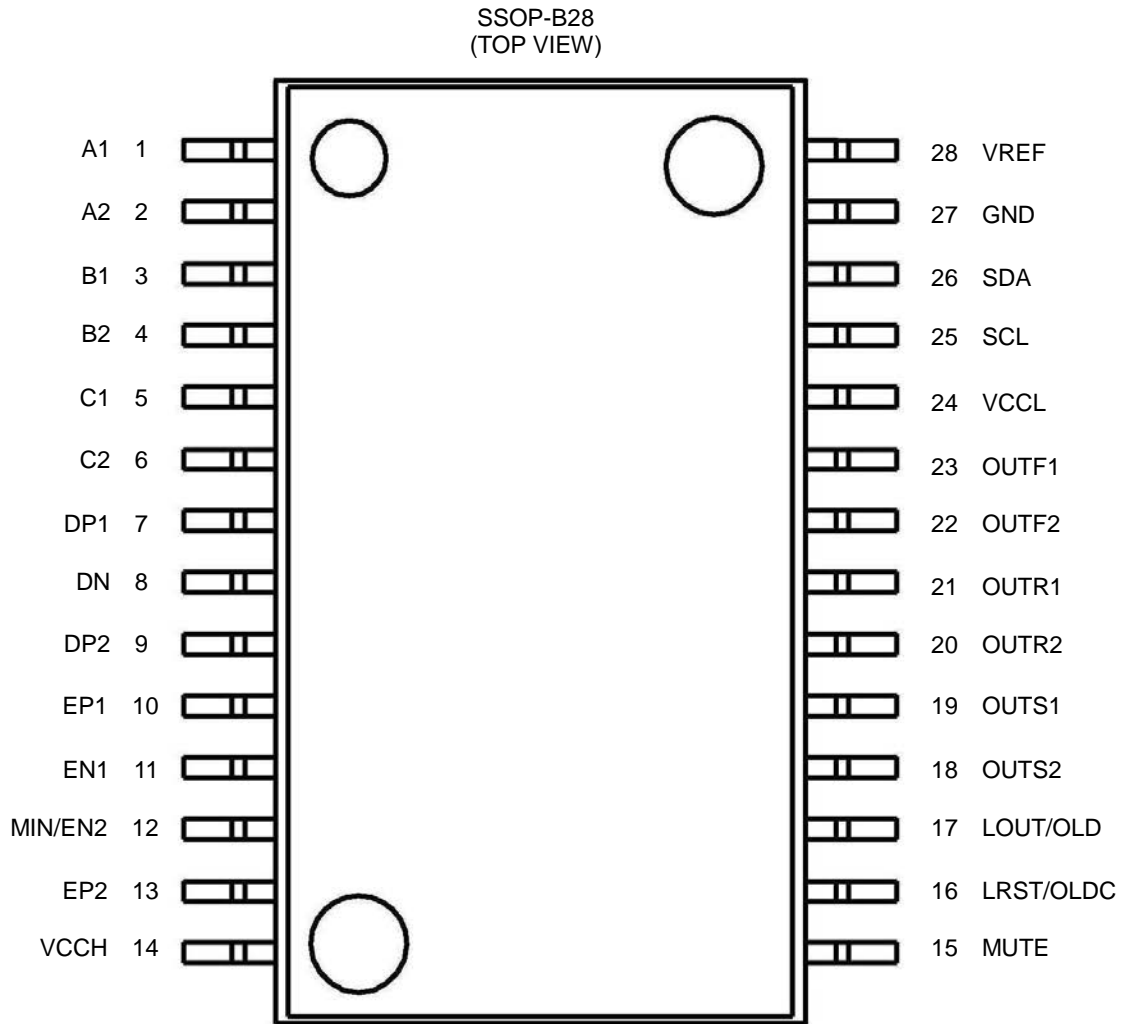 SSOP-B28
(TOP VIEW)
A1 1
A2 2
B1 3
B2 4
C1 5
C2 6
DP1 7
DN 8
DP2 9
EP1 10
EN1 11
MIN/EN2 12
EP2 13
VCCH 14
28 VREF
27 GND
26 SDA
25 SCL
24 VCCL
23 OUTF1
22 OUTF2
21 OUTR1
20 OUTR2
19 OUTS1
18 OUTS2
17 LOUT/OLD
16 LRST/OLDC
15 MUTE